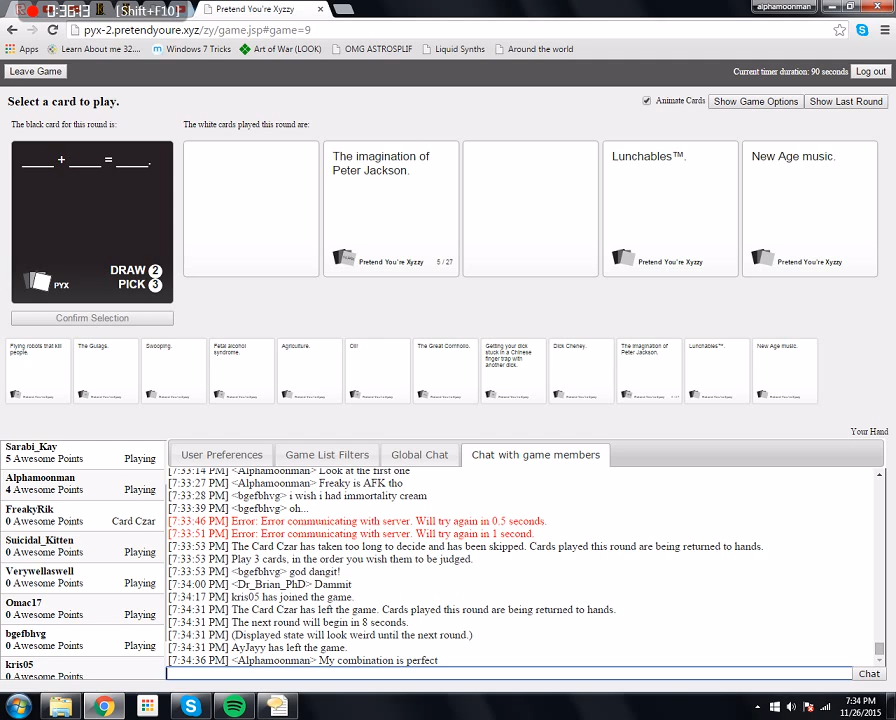 0:36:13 [Shift+F10]
Pretend You're Xyzzy
alphamoonman
pyx-2.pretendyoure.xyz/zy/game.jsp#game=9
Apps Learn About me 32.... Windows 7 Tricks Art of War (LOOK) OMG ASTROSPLIF Liquid Synths Around the world
Leave Game
Current timer duration: 90 seconds Log out
Select a card to play.
Animate Cards Show Game Options Show Last Round
The black card for this round is:
The white cards played this round are:
____ + ____ = ____.
DRAW 2
PICK 3
PYX
The imagination of
Peter Jackson.
Pretend You're Xyzzy 5 / 27
Lunchables™.
Pretend You're Xyzzy
New Age music.
Pretend You're Xyzzy
Confirm Selection
Flying robots that kill
people.
The Gulags.
Swooping.
Fetal alcohol
syndrome.
Agriculture.
Oil!
The Great Cornholio.
Getting your dick
stuck in a Chinese
finger trap with
another dick.
Dick Cheney.
The imagination of
Peter Jackson.
Lunchables™.
New Age music.
Your Hand
Sarabi_Kay
5 Awesome Points Playing
Alphamoonman
4 Awesome Points Playing
FreakyRik
0 Awesome Points Card Czar
Suicidal_Kitten
0 Awesome Points Playing
Verywellaswell
0 Awesome Points Playing
Omac17
0 Awesome Points Playing
bgefbhvg
0 Awesome Points Playing
kris05
0 Awesome Points Playing
User Preferences Game List Filters Global Chat Chat with game members
[7:33:14 PM] <Alphamoonman> Look at the first one
[7:33:27 PM] <Alphamoonman> Freaky is AFK tho
[7:33:28 PM] <bgefbhvg> i wish i had immortality cream
[7:33:39 PM] <bgefbhvg> oh...
[7:33:46 PM] Error: Error communicating with server. Will try again in 0.5 seconds.
[7:33:51 PM] Error: Error communicating with server. Will try again in 1 second.
[7:33:53 PM] The Card Czar has taken too long to decide and has been skipped. Cards played this round are being returned to hands.
[7:33:53 PM] Play 3 cards, in the order you wish them to be judged.
[7:33:53 PM] <bgefbhvg> god dangit!
[7:34:00 PM] <Dr_Brian_PhD> Dammit
[7:34:17 PM] kris05 has joined the game.
[7:34:31 PM] The Card Czar has left the game. Cards played this round are being returned to hands.
[7:34:31 PM] The next round will begin in 8 seconds.
[7:34:31 PM] (Displayed state will look weird until the next round.)
[7:34:31 PM] AyJayy has left the game.
[7:34:36 PM] <Alphamoonman> My combination is perfect
Chat
7:34 PM
11/26/2015